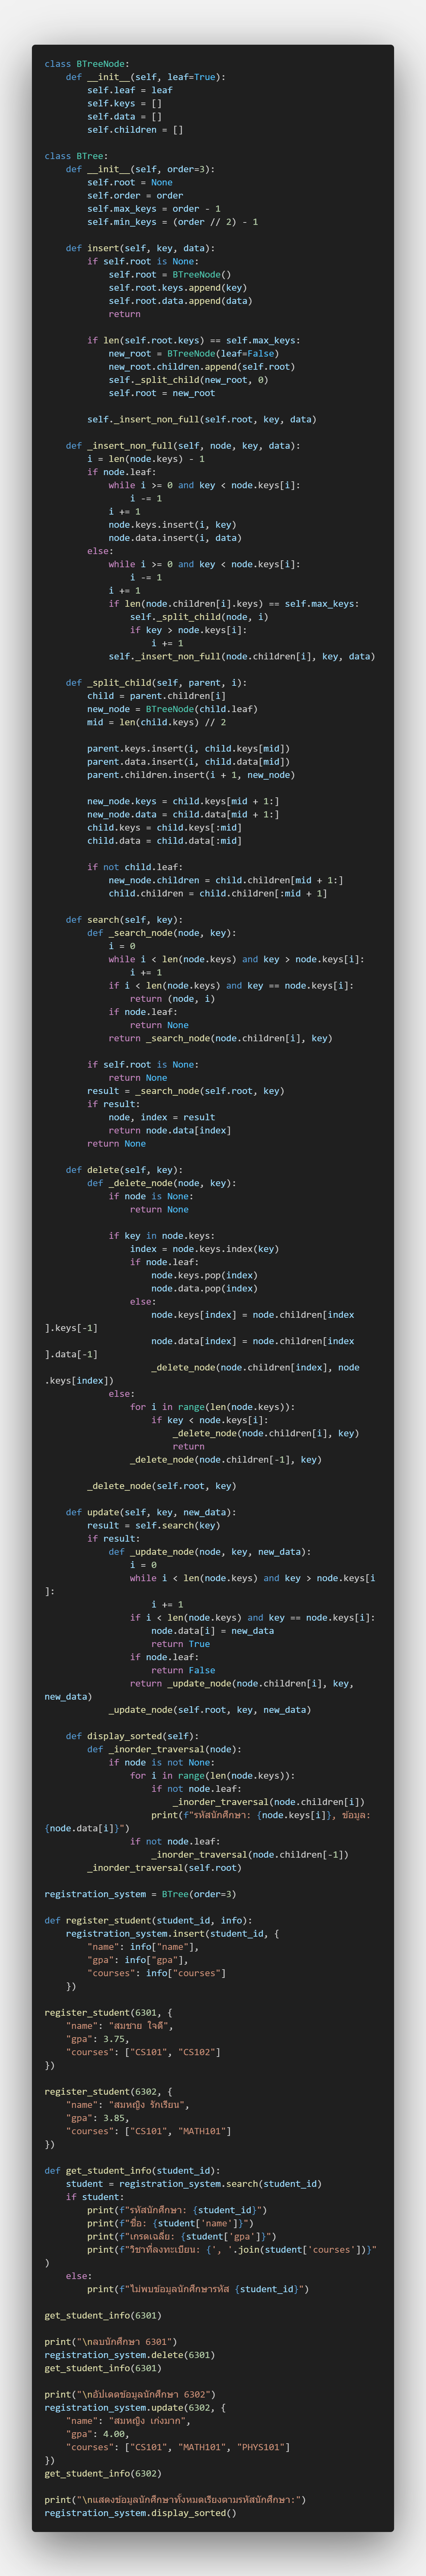 class BTreeNode:
    def __init__(self, leaf=True):
        self.leaf = leaf
        self.keys = []
        self.data = []
        self.children = []

class BTree:
    def __init__(self, order=3):
        self.root = None
        self.order = order
        self.max_keys = order - 1
        self.min_keys = (order // 2) - 1

    def insert(self, key, data):
        if self.root is None:
            self.root = BTreeNode()
            self.root.keys.append(key)
            self.root.data.append(data)
            return

        if len(self.root.keys) == self.max_keys:
            new_root = BTreeNode(leaf=False)
            new_root.children.append(self.root)
            self._split_child(new_root, 0)
            self.root = new_root

        self._insert_non_full(self.root, key, data)

    def _insert_non_full(self, node, key, data):
        i = len(node.keys) - 1
        if node.leaf:
            while i >= 0 and key < node.keys[i]:
                i -= 1
            i += 1
            node.keys.insert(i, key)
            node.data.insert(i, data)
        else:
            while i >= 0 and key < node.keys[i]:
                i -= 1
            i += 1
            if len(node.children[i].keys) == self.max_keys:
                self._split_child(node, i)
                if key > node.keys[i]:
                    i += 1
            self._insert_non_full(node.children[i], key, data)

    def _split_child(self, parent, i):
        child = parent.children[i]
        new_node = BTreeNode(child.leaf)
        mid = len(child.keys) // 2

        parent.keys.insert(i, child.keys[mid])
        parent.data.insert(i, child.data[mid])
        parent.children.insert(i + 1, new_node)

        new_node.keys = child.keys[mid + 1:]
        new_node.data = child.data[mid + 1:]
        child.keys = child.keys[:mid]
        child.data = child.data[:mid]

        if not child.leaf:
            new_node.children = child.children[mid + 1:]
            child.children = child.children[:mid + 1]

    def search(self, key):
        def _search_node(node, key):
            i = 0
            while i < len(node.keys) and key > node.keys[i]:
                i += 1
            if i < len(node.keys) and key == node.keys[i]:
                return (node, i)
            if node.leaf:
                return None
            return _search_node(node.children[i], key)

        if self.root is None:
            return None
        result = _search_node(self.root, key)
        if result:
            node, index = result
            return node.data[index]
        return None

    def delete(self, key):
        def _delete_node(node, key):
            if node is None:
                return None

            if key in node.keys:
                index = node.keys.index(key)
                if node.leaf:
                    node.keys.pop(index)
                    node.data.pop(index)
                else:
                    node.keys[index] = node.children[index
].keys[-1]
                    node.data[index] = node.children[index
].data[-1]
                    _delete_node(node.children[index], node
.keys[index])
            else:
                for i in range(len(node.keys)):
                    if key < node.keys[i]:
                        _delete_node(node.children[i], key)
                        return
                _delete_node(node.children[-1], key)

        _delete_node(self.root, key)

    def update(self, key, new_data):
        result = self.search(key)
        if result:
            def _update_node(node, key, new_data):
                i = 0
                while i < len(node.keys) and key > node.keys[i
]:
                    i += 1
                if i < len(node.keys) and key == node.keys[i]:
                    node.data[i] = new_data
                    return True
                if node.leaf:
                    return False
                return _update_node(node.children[i], key,
new_data)
            _update_node(self.root, key, new_data)

    def display_sorted(self):
        def _inorder_traversal(node):
            if node is not None:
                for i in range(len(node.keys)):
                    if not node.leaf:
                        _inorder_traversal(node.children[i])
                    print(f"รหัสนักศึกษา: {node.keys[i]}, ข้อมูล:
{node.data[i]}")
                if not node.leaf:
                    _inorder_traversal(node.children[-1])
        _inorder_traversal(self.root)

registration_system = BTree(order=3)

def register_student(student_id, info):
    registration_system.insert(student_id, {
        "name": info["name"],
        "gpa": info["gpa"],
        "courses": info["courses"]
    })

register_student(6301, {
    "name": "สมชาย ใจดี",
    "gpa": 3.75,
    "courses": ["CS101", "CS102"]
})

register_student(6302, {
    "name": "สมหญิง รักเรียน",
    "gpa": 3.85,
    "courses": ["CS101", "MATH101"]
})

def get_student_info(student_id):
    student = registration_system.search(student_id)
    if student:
        print(f"รหัสนักศึกษา: {student_id}")
        print(f"ชื่อ: {student['name']}")
        print(f"เกรดเฉลี่ย: {student['gpa']}")
        print(f"วิชาที่ลงทะเบียน: {', '.join(student['courses'])}"
)
    else:
        print(f"ไม่พบข้อมูลนักศึกษารหัส {student_id}")

get_student_info(6301)

print("\nลบนักศึกษา 6301")
registration_system.delete(6301)
get_student_info(6301)

print("\nอัปเดตข้อมูลนักศึกษา 6302")
registration_system.update(6302, {
    "name": "สมหญิง เก่งมาก",
    "gpa": 4.00,
    "courses": ["CS101", "MATH101", "PHYS101"]
})
get_student_info(6302)

print("\nแสดงข้อมูลนักศึกษาทั้งหมดเรียงตามรหัสนักศึกษา:")
registration_system.display_sorted()